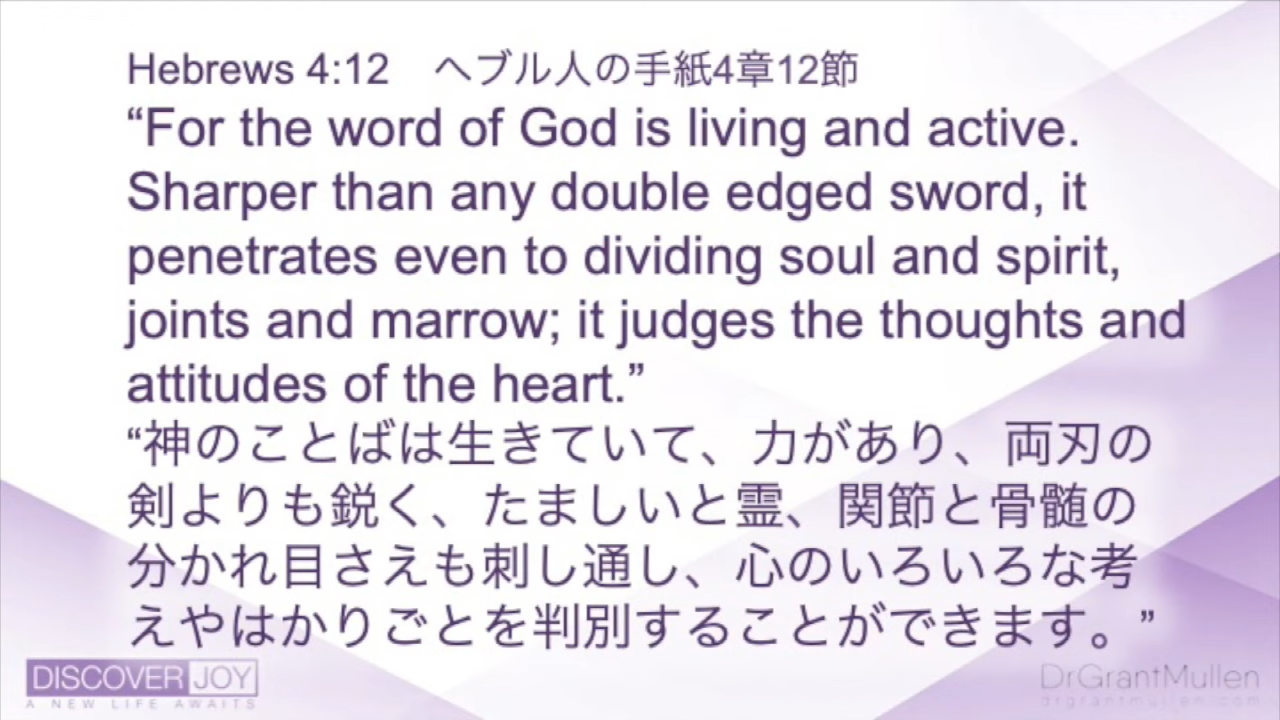 Hebrews 4:12　ヘブル人の手紙4章12節
“For the word of God is living and active.
Sharper than any double edged sword, it
penetrates even to dividing soul and spirit,
joints and marrow; it judges the thoughts and
attitudes of the heart.”
“神のことばは生きていて、力があり、両刃の
剣よりも鋭く、たましいと霊、関節と骨髄の
分かれ目さえも刺し通し、心のいろいろな考
えやはかりごとを判別することができます。”
DISCOVER JOY
A NEW LIFE AWAITS
DrGrantMullen
drgrantmullen.com